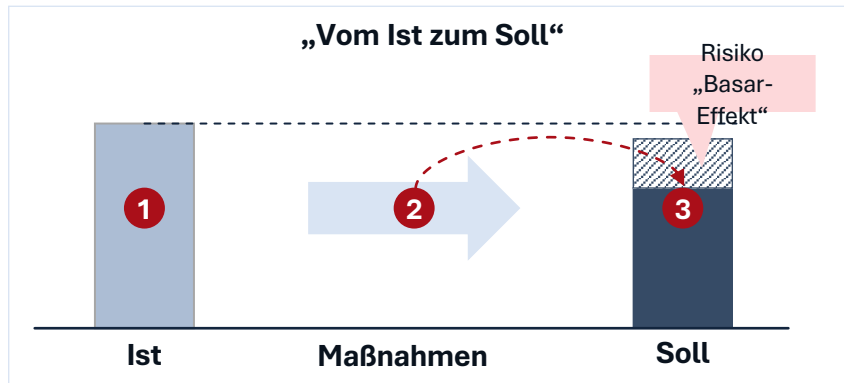 „Vom Ist zum Soll“
Risiko
„Basar-
Effekt“
1
2
3
Ist
Maßnahmen
Soll